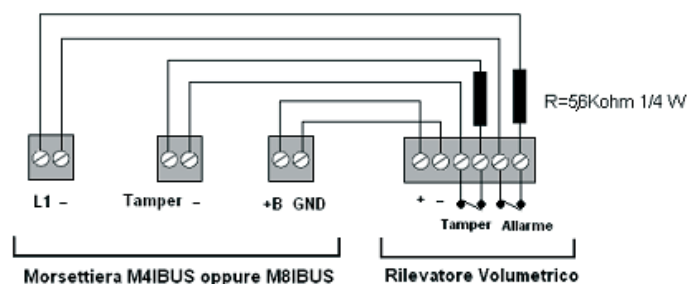 R=5,6Kohm 1/4 W
L1 -
Tamper -
+B GND
+ -
Tamper Allarme
Morsettiera M4IBUS oppure M8IBUS
Rilevatore Volumetrico